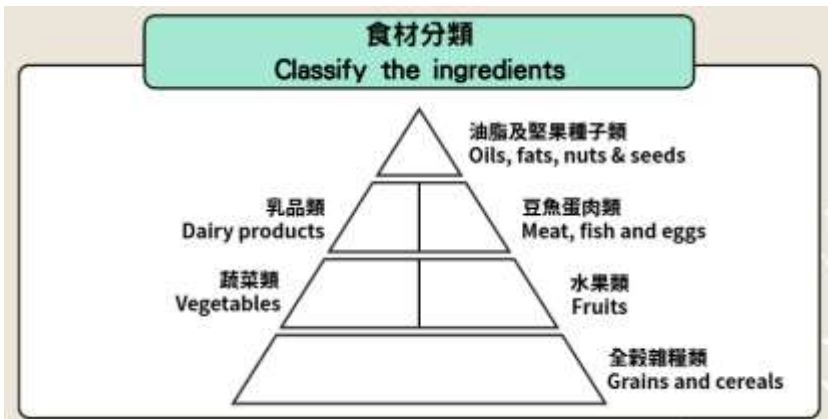 食材分類
Classify the ingredients
油脂及堅果種子類
Oils, fats, nuts & seeds
乳品類
Dairy products
豆魚蛋肉類
Meat, fish and eggs
蔬菜類
Vegetables
水果類
Fruits
全穀雜糧類
Grains and cereals